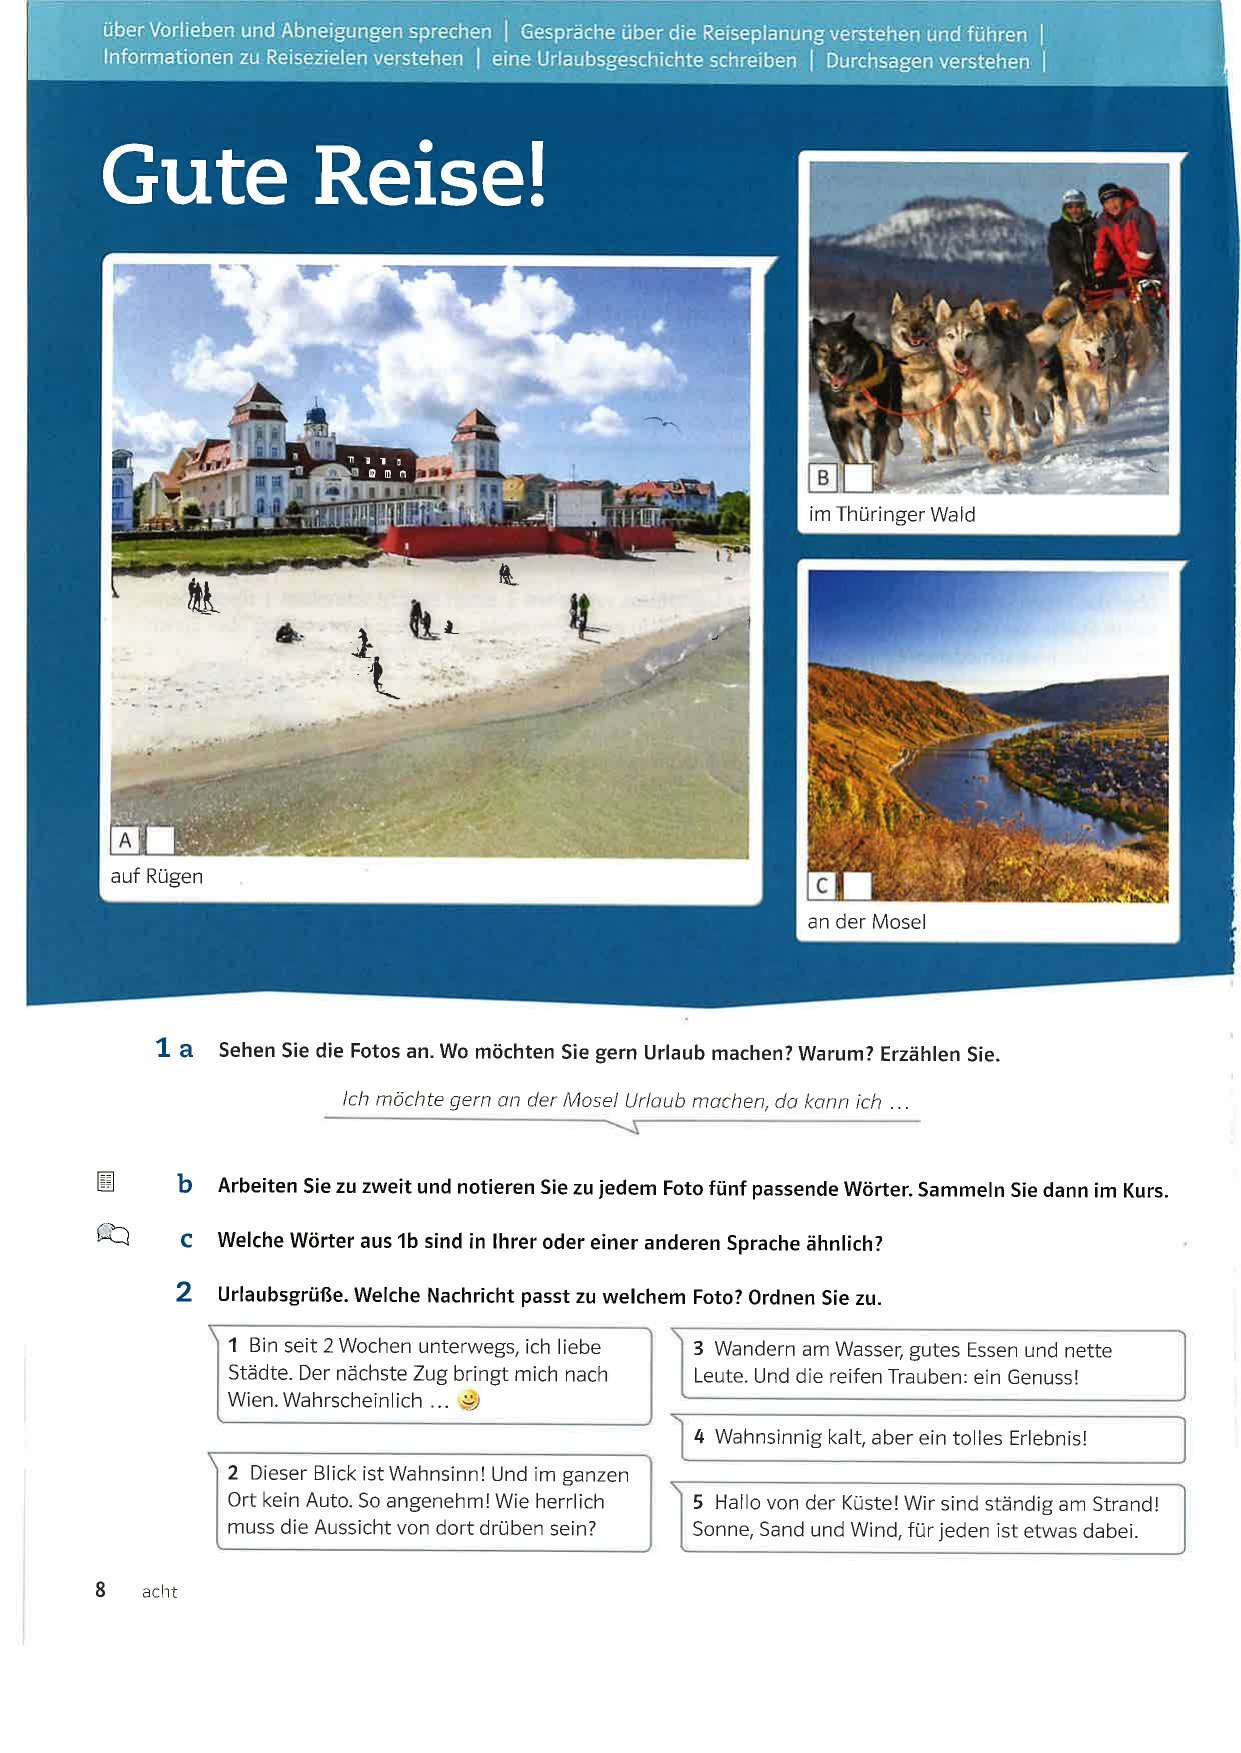 über Vorlieben und Abneigungen sprechen | Gespräche über die Reiseplanung verstehen und führen |
Informationen zu Reisezielen verstehen | eine Urlaubsgeschichte schreiben | Durchsagen verstehen |
Gute Reise!
A
auf Rügen
B
im Thüringer Wald
C
an der Mosel
1 a Sehen Sie die Fotos an. Wo möchten Sie gern Urlaub machen? Warum? Erzählen Sie.
Ich möchte gern an der Mosel Urlaub machen, da kann ich ...
b Arbeiten Sie zu zweit und notieren Sie zu jedem Foto fünf passende Wörter. Sammeln Sie dann im Kurs.
c Welche Wörter aus 1b sind in Ihrer oder einer anderen Sprache ähnlich?
2 Urlaubsgrüße. Welche Nachricht passt zu welchem Foto? Ordnen Sie zu.
1 Bin seit 2 Wochen unterwegs, ich liebe
Städte. Der nächste Zug bringt mich nach
Wien. Wahrscheinlich ...
2 Dieser Blick ist Wahnsinn! Und im ganzen
Ort kein Auto. So angenehm! Wie herrlich
muss die Aussicht von dort drüben sein?
3 Wandern am Wasser, gutes Essen und nette
Leute. Und die reifen Trauben: ein Genuss!
4 Wahnsinnig kalt, aber ein tolles Erlebnis!
5 Hallo von der Küste! Wir sind ständig am Strand!
Sonne, Sand und Wind, für jeden ist etwas dabei.
8 acht